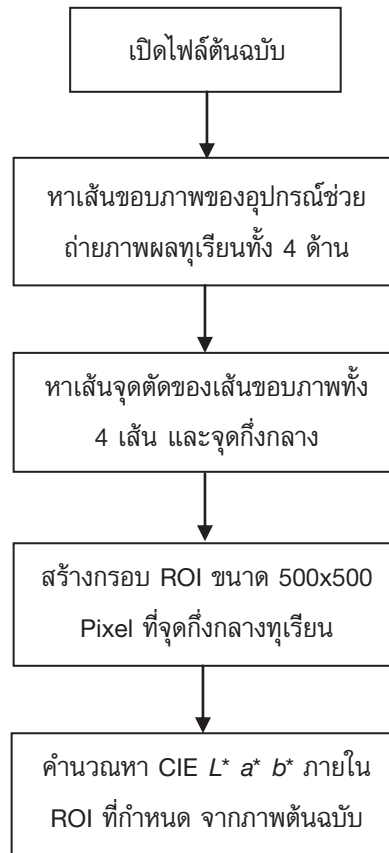 เปิดไฟล์ต้นฉบับ
หาเส้นขอบภาพของอุปกรณ์ช่วย
ถ่ายภาพผลทุเรียนทั้ง 4 ด้าน
หาเส้นจุดตัดของเส้นขอบภาพทั้ง
4 เส้น และจุดกึ่งกลาง
สร้างกรอบ ROI ขนาด 500x500
Pixel ที่จุดกึ่งกลางทุเรียน
คำนวณหา CIE L* a* b* ภายใน
ROI ที่กำหนด จากภาพต้นฉบับ